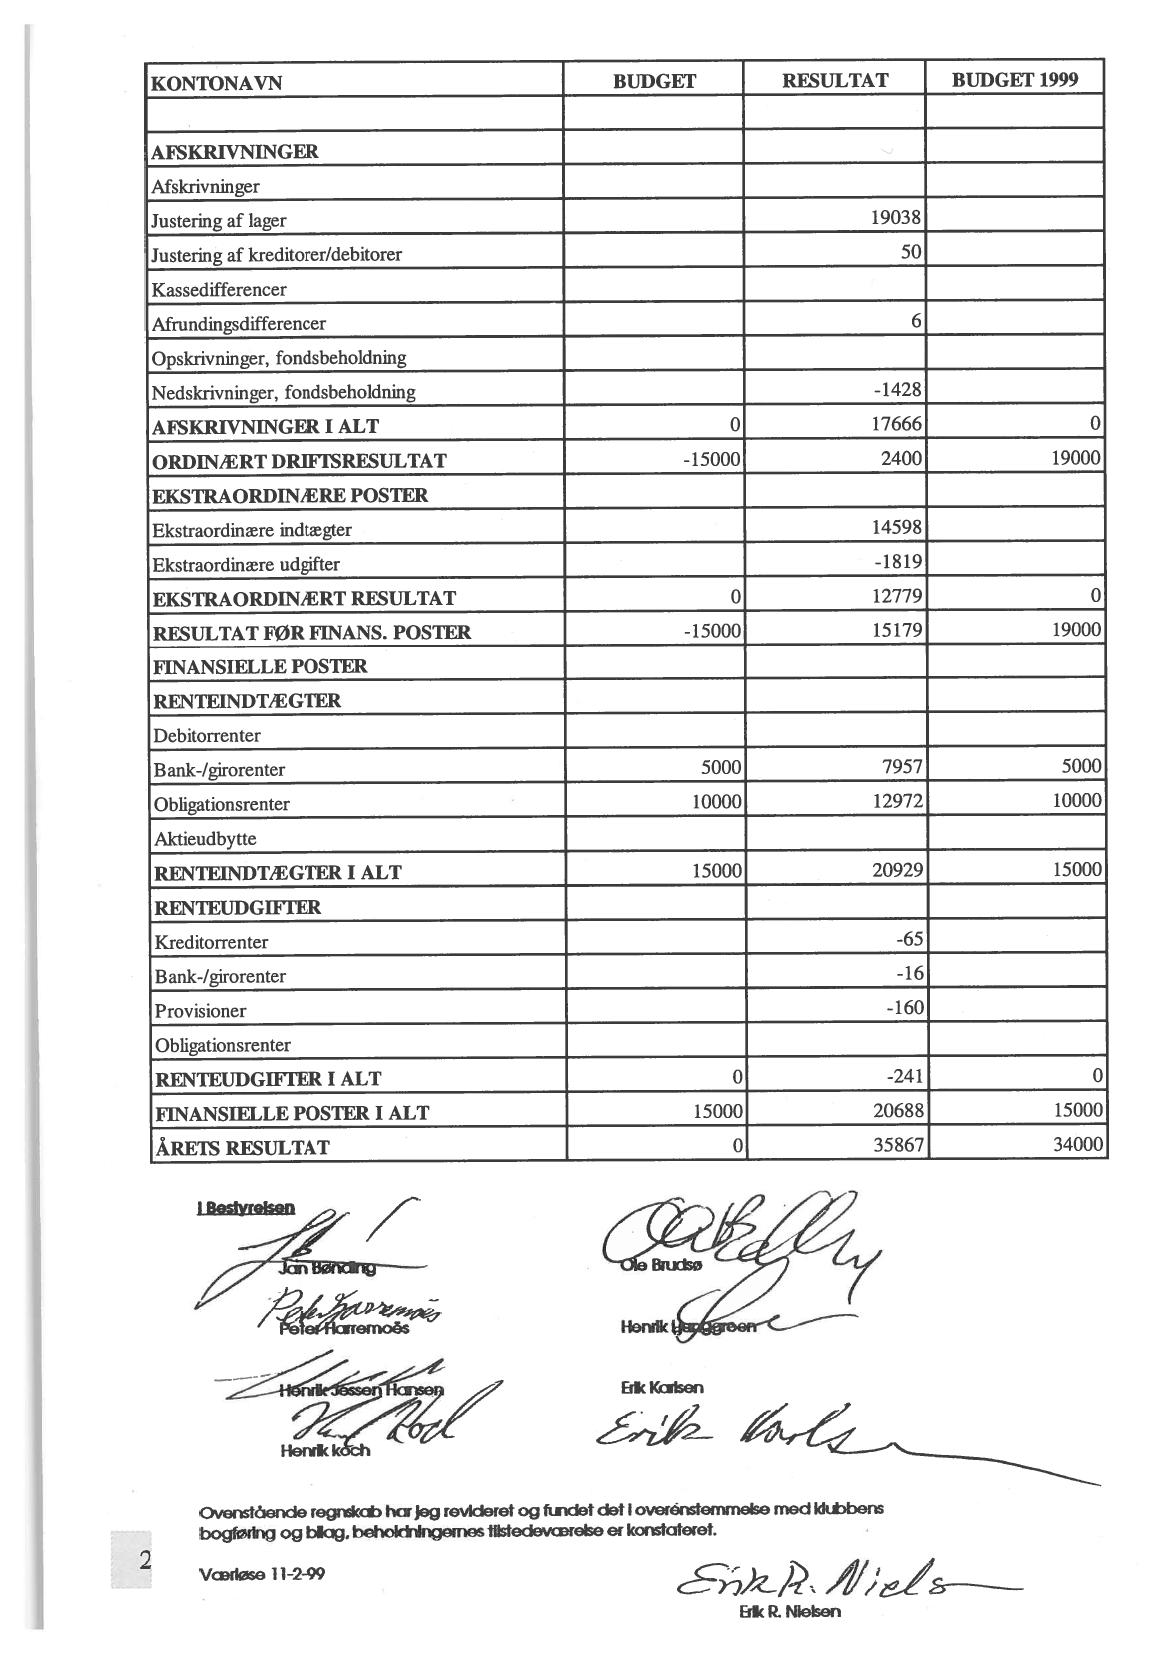 KONTONAVN BUDGET RESULTAT BUDGET 1999
AFSKRIVNINGER
Afskrivninger
Justering af lager 19038
Justering af kreditorer/debitorer 50
Kassedifferencer
Afrundingsdifferencer 6
Opskrivninger, fondsbeholdning
Nedskrivninger, fondsbeholdning -1428
AFSKRIVNINGER I ALT 0 17666 0
ORDINÆRT DRIFTSRESULTAT -15000 2400 19000
EKSTRAORDINÆRE POSTER
Ekstraordinære indtægter 14598
Ekstraordinære udgifter -1819
EKSTRAORDINÆRT RESULTAT 0 12779 0
RESULTAT FØR FINANS. POSTER -15000 15179 19000
FINANSIELLE POSTER
RENTEINDTÆGTER
Debitorrenter
Bank-/girorenter 5000 7957 5000
Obligationsrenter 10000 12972 10000
Aktieudbytte
RENTEINDTÆGTER I ALT 15000 20929 15000
RENTEUDGIFTER
Kreditorrenter -65
Bank-/girorenter -16
Provisioner -160
Obligationsrenter
RENTEUDGIFTER I ALT 0 -241 0
FINANSIELLE POSTER I ALT 15000 20688 15000
ÅRETS RESULTAT 0 35867 34000
I Bestyrelsen
Jan Bønding Ole Brudsø
Peter Harremoës
Peter Harremoës Henrik
Henrik Jessen Hansen Erik Karlsen
Erik Karlsen
Henrik koch
Ovenstående regnskab har jeg revideret og fundet det i overénstemmelse med klubbens
bogføring og bilag, beholdningernes tilstedeværelse er konstateret.
2
Værløse 11-2-99
Erik R. Niels
Erik R. Nielsen